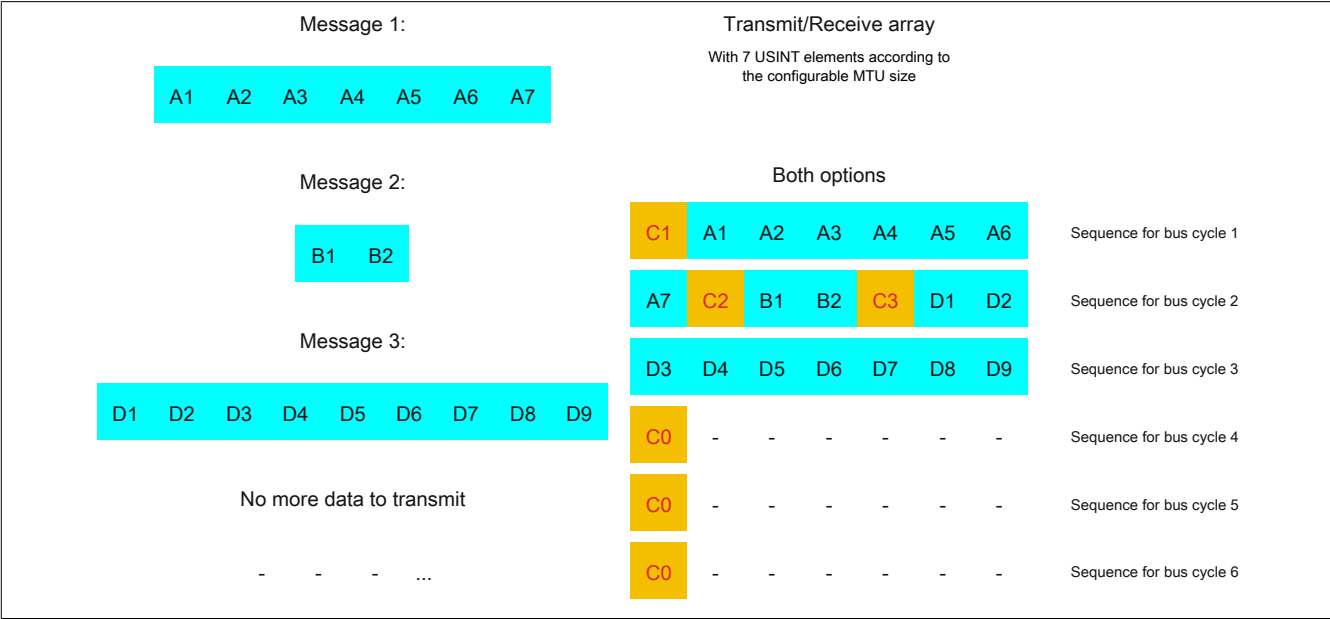 Message 1:
A1 A2 A3 A4 A5 A6 A7
Message 2:
B1 B2
Message 3:
D1 D2 D3 D4 D5 D6 D7 D8 D9
No more data to transmit
- - - ...
Transmit/Receive array
With 7 USINT elements according to
the configurable MTU size
Both options
C1 A1 A2 A3 A4 A5 A6 Sequence for bus cycle 1
A7 C2 B1 B2 C3 D1 D2 Sequence for bus cycle 2
D3 D4 D5 D6 D7 D8 D9 Sequence for bus cycle 3
C0 - - - - - - Sequence for bus cycle 4
C0 - - - - - - Sequence for bus cycle 5
C0 - - - - - - Sequence for bus cycle 6